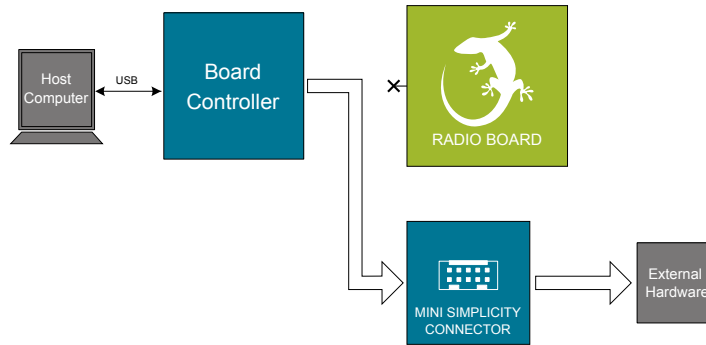 Host
Computer
USB
Board
Controller
RADIO BOARD
MINI SIMPLICITY
CONNECTOR
External
Hardware